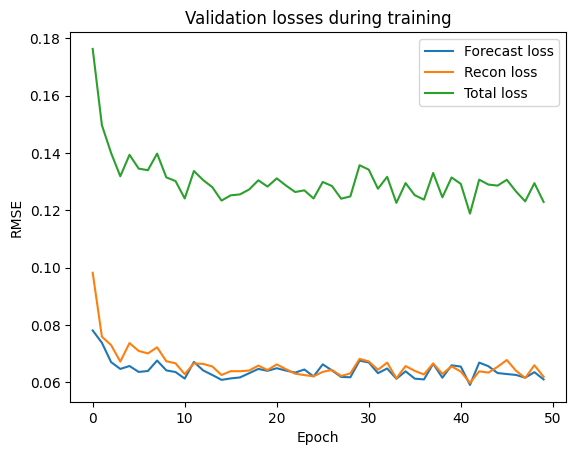 Validation losses during training
0.18
0.16
0.14
0.12
0.10
0.08
0.06
RMSE
Forecast loss
Recon loss
Total loss
0 10 20 30 40 50
Epoch